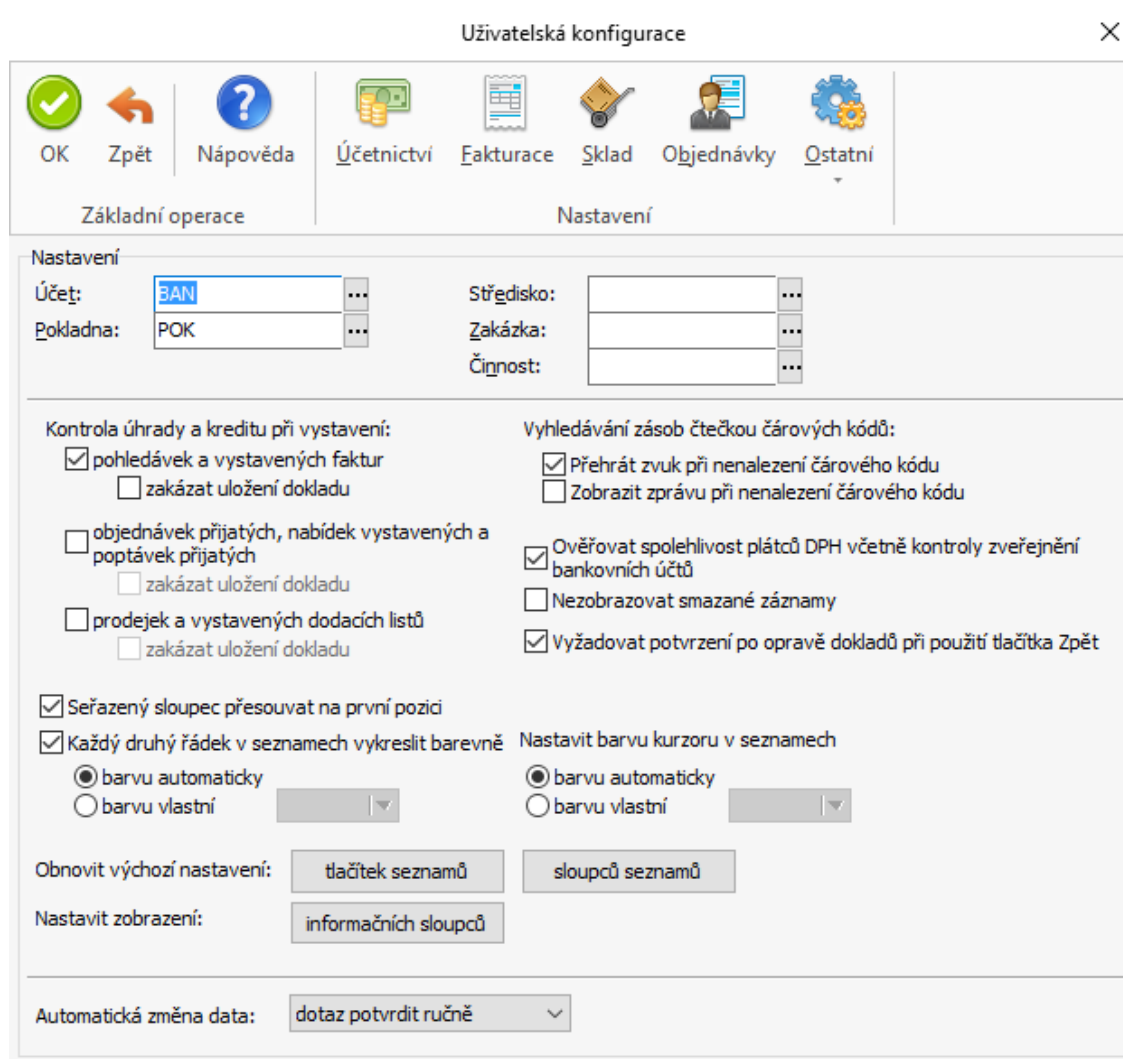 Uživatelská konfigurace
OK
Zpět
Nápověda
Účetnictví
Fakturace
Sklad
Objednávky
Ostatní
Základní operace
Nastavení
Nastavení
Účet:
BAN
...
Středisko:
...
Pokladna:
POK
...
Zakázka:
...
Činnost:
...
Kontrola úhrady a kreditu při vystavení:
pohledávek a vystavených faktur
zakázat uložení dokladu
objednávek přijatých, nabídek vystavených a
poptávek přijatých
zakázat uložení dokladu
prodejek a vystavených dodacích listů
zakázat uložení dokladu
Vyhledávání zásob čtečkou čárových kódů:
Přehrát zvuk při nenalezení čárového kódu
Zobrazit zprávu při nenalezení čárového kódu
Ověřovat spolehlivost plátců DPH včetně kontroly zveřejnění
bankovních účtů
Nezobrazovat smazané záznamy
Vyžadovat potvrzení po opravě dokladů při použití tlačítka Zpět
Seřazený sloupec přesouvat na první pozici
Každý druhý řádek v seznamech vykreslit barevně
barvu automaticky
barvu vlastní
Nastavit barvu kurzoru v seznamech
barvu automaticky
barvu vlastní
Obnovit výchozí nastavení:
tlačítek seznamů
sloupců seznamů
Nastavit zobrazení:
informačních sloupců
Automatická změna data:
dotaz potvrdit ručně